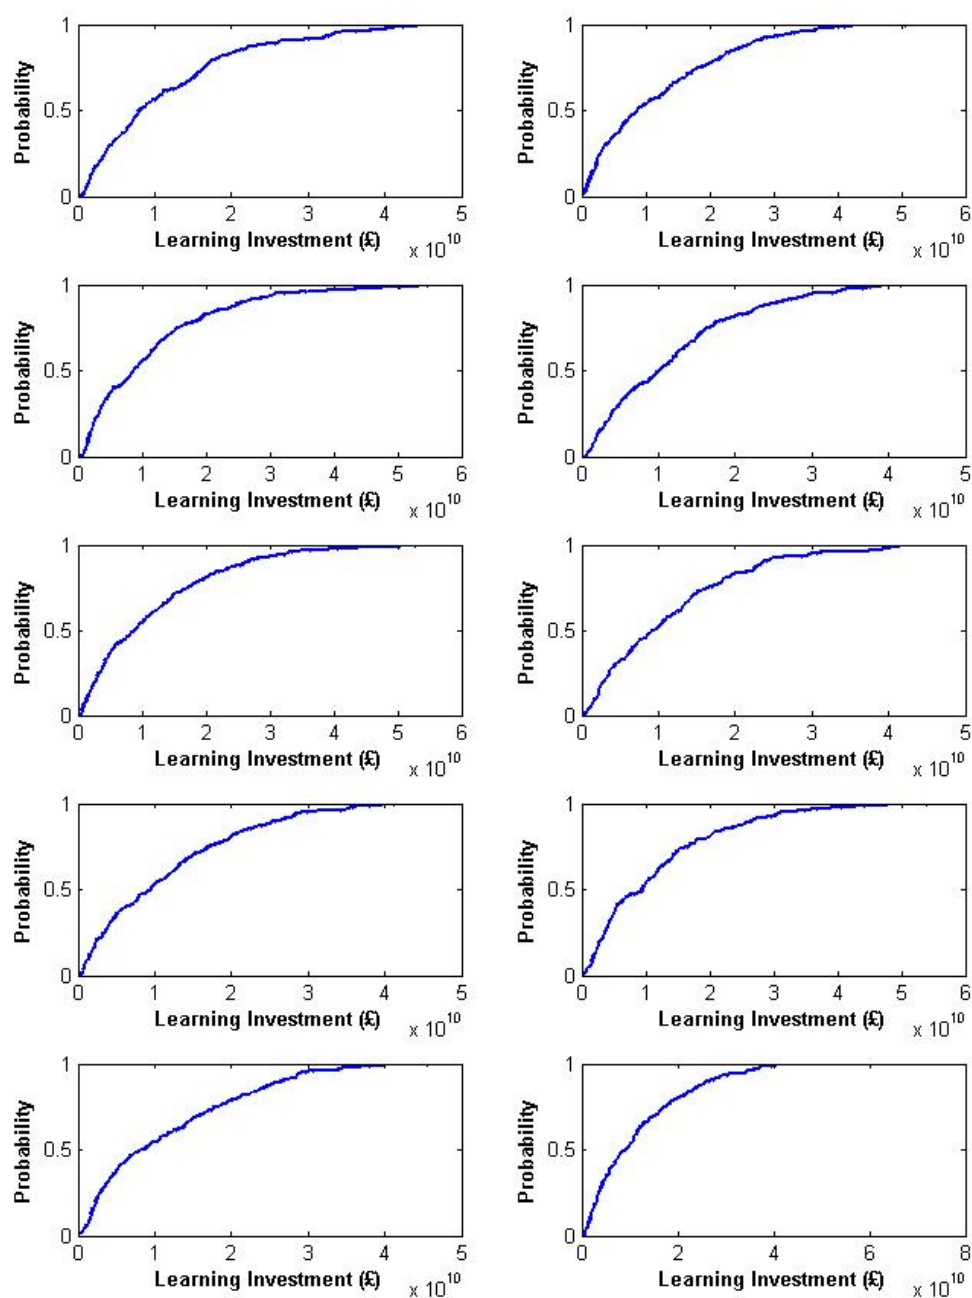 1
0.5
0
Probability
0 1 2 3 4 5
Learning Investment (£)
x 10^10
1
0.5
0
Probability
0 1 2 3 4 5 6
Learning Investment (£)
x 10^10
1
0.5
0
Probability
0 1 2 3 4 5 6
Learning Investment (£)
x 10^10
1
0.5
0
Probability
0 1 2 3 4 5
Learning Investment (£)
x 10^10
1
0.5
0
Probability
0 1 2 3 4 5 6
Learning Investment (£)
x 10^10
1
0.5
0
Probability
0 1 2 3 4 5
Learning Investment (£)
x 10^10
1
0.5
0
Probability
0 1 2 3 4 5
Learning Investment (£)
x 10^10
1
0.5
0
Probability
0 1 2 3 4 5 6
Learning Investment (£)
x 10^10
1
0.5
0
Probability
0 1 2 3 4 5
Learning Investment (£)
x 10^10
1
0.5
0
Probability
0 2 4 6 8
Learning Investment (£)
x 10^10